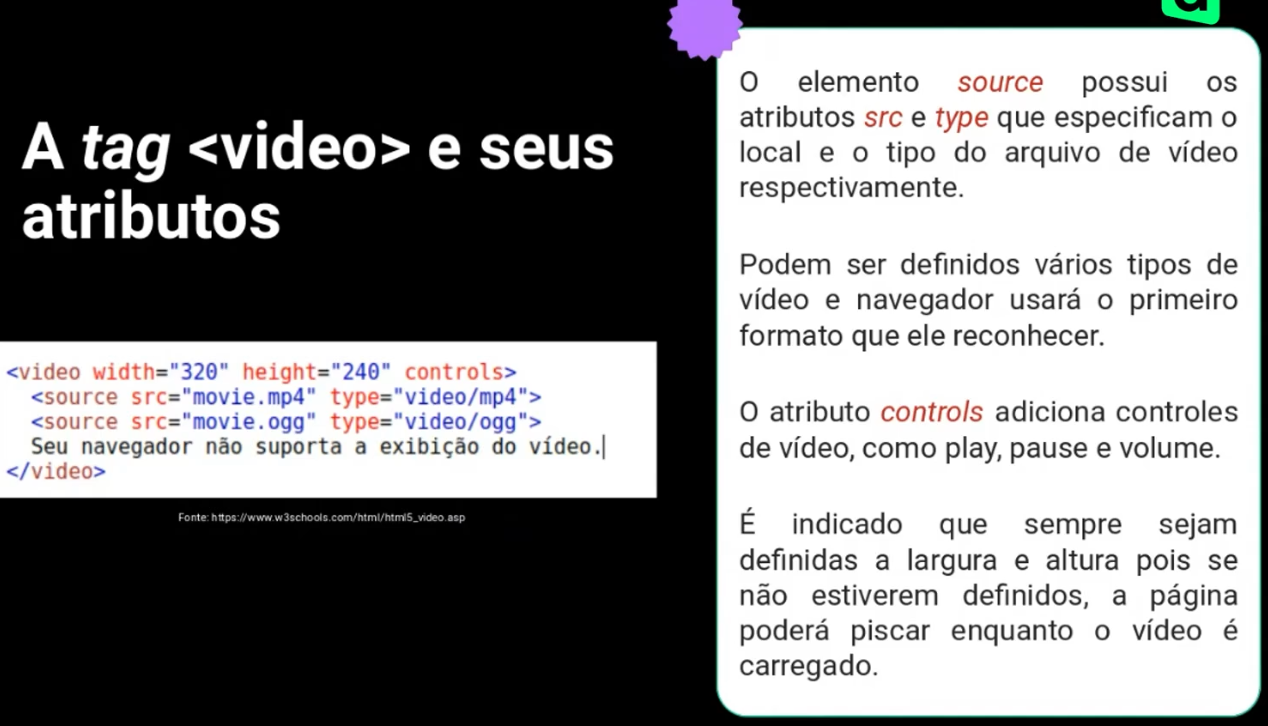 A tag <video> e seus
atributos
<video width="320" height="240" controls>
<source src="movie.mp4" type="video/mp4">
<source src="movie.ogg" type="video/ogg">
Seu navegador não suporta a exibição do vídeo.
</video>
Fonte: https://www.w3schools.com/html/html5_video.asp
O elemento source possui os
atributos src e type que especificam o
local e o tipo do arquivo de vídeo
respectivamente.
Podem ser definidos vários tipos de
vídeo e navegador usará o primeiro
formato que ele reconhecer.
O atributo controls adiciona controles
de vídeo, como play, pause e volume.
É indicado que sempre sejam
definidas a largura e altura pois se
não estiverem definidos, a página
poderá piscar enquanto o vídeo é
carregado.